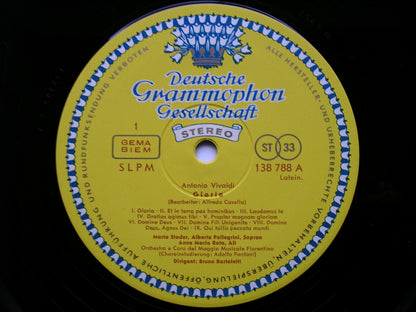 ALLE HERSTELLER- UND URHEBERRECHTE VORBEHALTEN, ÜBERSPIELUNG, ÖFFENTLICHE AUFFÜHRUNG UND RUNDFUNKSENDUNG VERBOTEN
Deutsche
Grammophon
Gesellschaft
STEREO
1
GEMA
BIEM
SLPM
ST 33
138 788 A
Latein.
Antonio Vivaldi
Gloria
(Bearbeiter: Alfredo Casella)
I. Gloria - II. Et in terra pax hominibus - III. Laudamus te
IV. Gratias agimus tibi - V. Propter magnam gloriam
VI. Domine Deus - VII. Domine Fili Unigenite - VIII. Domine
Deus, Agnus Dei - IX. Qui tollis peccata mundi
Maria Stader, Alberta Pellegrini, Sopran
Anna Maria Rota, Alt
Orchestra e Coro del Maggio Musicale Fiorentino
(Choreinstudierung: Adolfo Fanfani)
Dirigent: Bruno Bartoletti